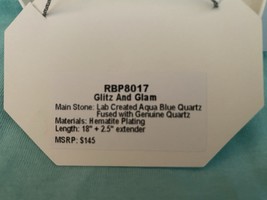 RBP8017
Glitz And Glam
Main Stone: Lab Created Aqua Blue Quartz
Fused with Genuine Quartz
Materials: Hematite Plating
Length: 18" + 2.5" extender
MSRP: $145